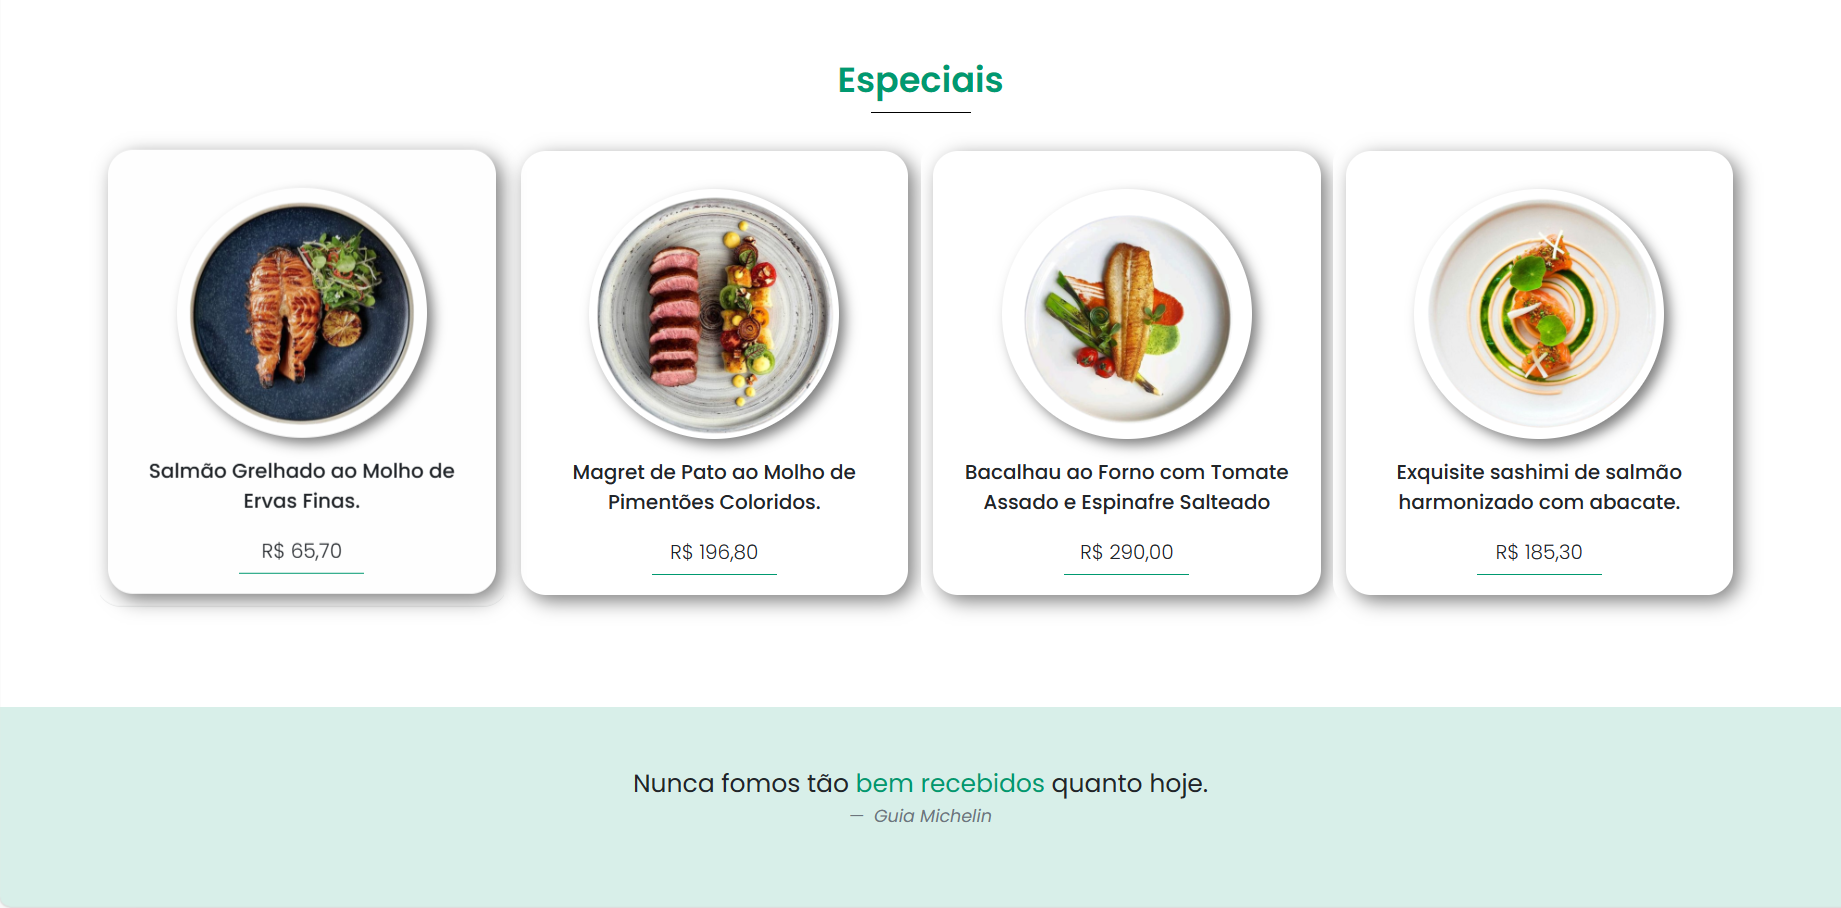 Especiais
Salmão Grelhado ao Molho de
Ervas Finas.
R$ 65,70
Magret de Pato ao Molho de
Pimentões Coloridos.
R$ 196,80
Bacalhau ao Forno com Tomate
Assado e Espinafre Salteado
R$ 290,00
Exquisite sashimi de salmão
harmonizado com abacate.
R$ 185,30
Nunca fomos tão bem recebidos quanto hoje.
— Guia Michelin